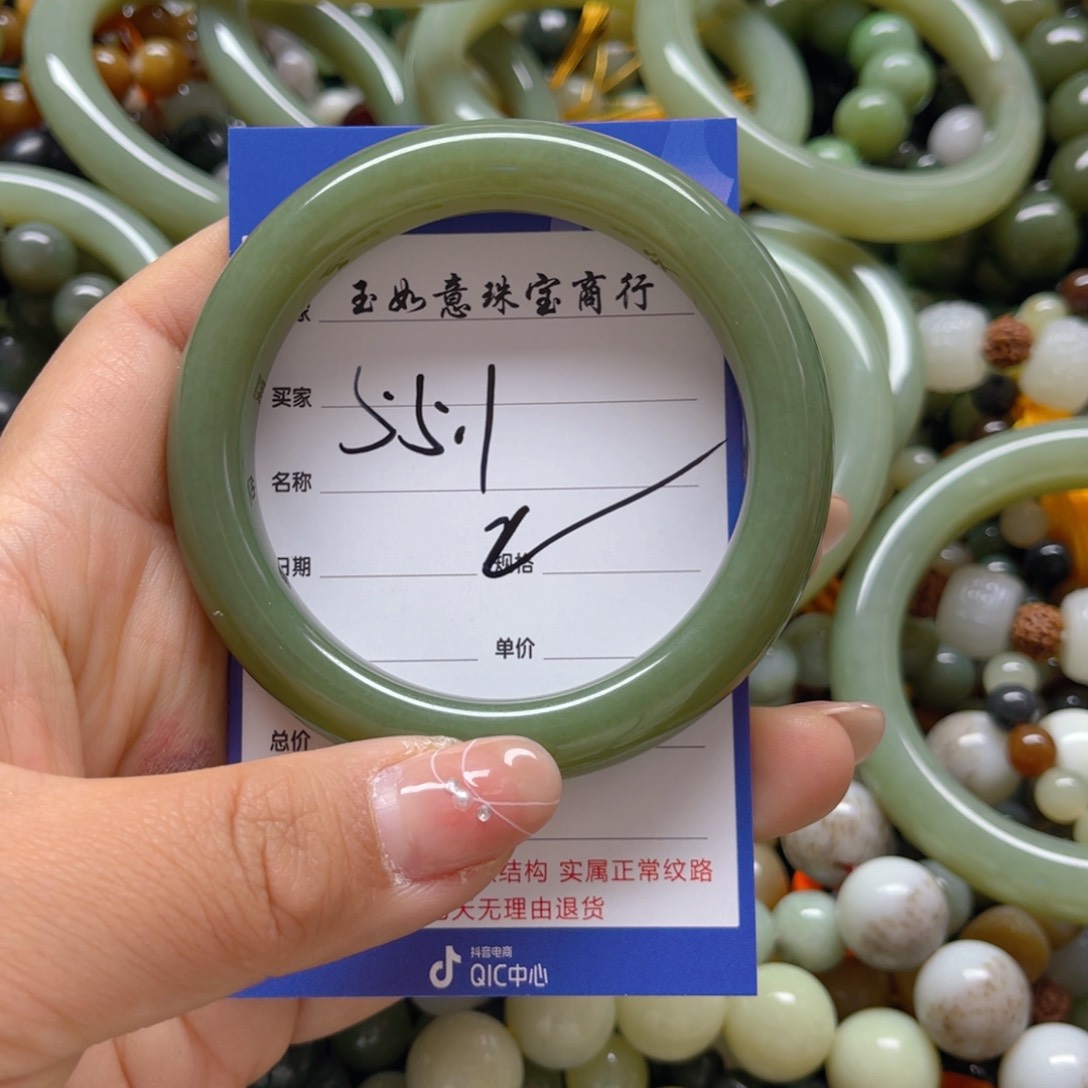 玉如意珠宝商行
买家
55.1
名称
日期 规格
单价
总价
结构 实属正常纹路
天无理由退货
抖音电商
QIC中心